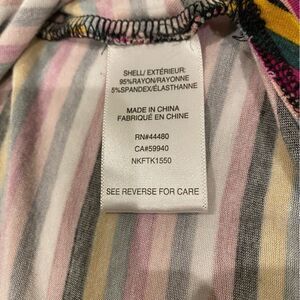 SHELL/ EXTÉRIEUR:
95%RAYON/RAYONNE
5%SPANDEX/ÉLASTHANNE
MADE IN CHINA
FABRIQUÉ EN CHINE
RN#44480
CA#59940
NKFTK1550
SEE REVERSE FOR CARE